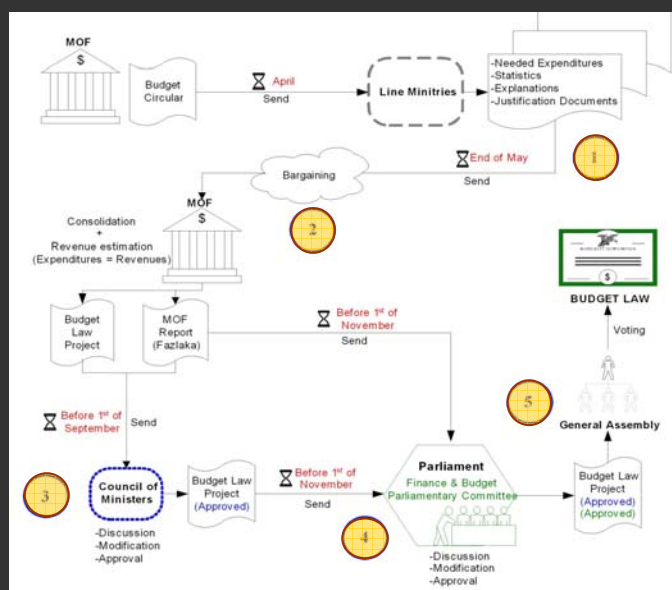 MOF
$
Budget
Circular
April
Send
Line Minitries
-Needed Expenditures
-Statistics
-Explanations
-Justification Documents
1
End of May
Send
Bargaining
2
MOF
$
Consolidation
+
Revenue estimation
(Expenditures = Revenues)
Budget
Law
Project
MOF
Report
(Fazlaka)
Before 1st of
November
Send
BUDGET LAW
$
Voting
5
General Assembly
Before 1st of
September
Send
3
Council of
Ministers
-Discussion
-Modification
-Approval
Budget Law
Project
(Approved)
Before 1st of
November
Send
4
Parliament
Finance & Budget
Parliamentary Committee
-Discussion
-Modification
-Approval
Budget Law
Project
(Approved)
(Approved)